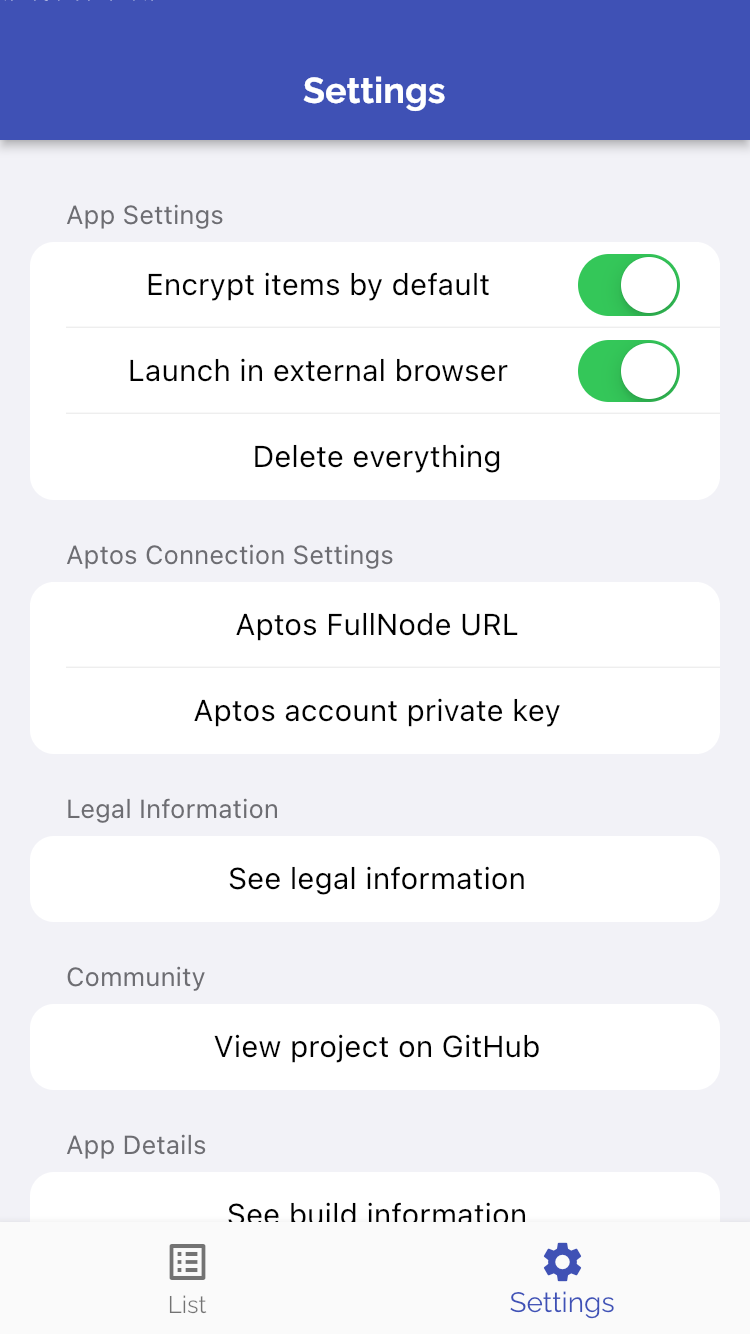 Settings
App Settings
Encrypt items by default
Launch in external browser
Delete everything
Aptos Connection Settings
Aptos FullNode URL
Aptos account private key
Legal Information
See legal information
Community
View project on GitHub
App Details
See build information
List
Settings